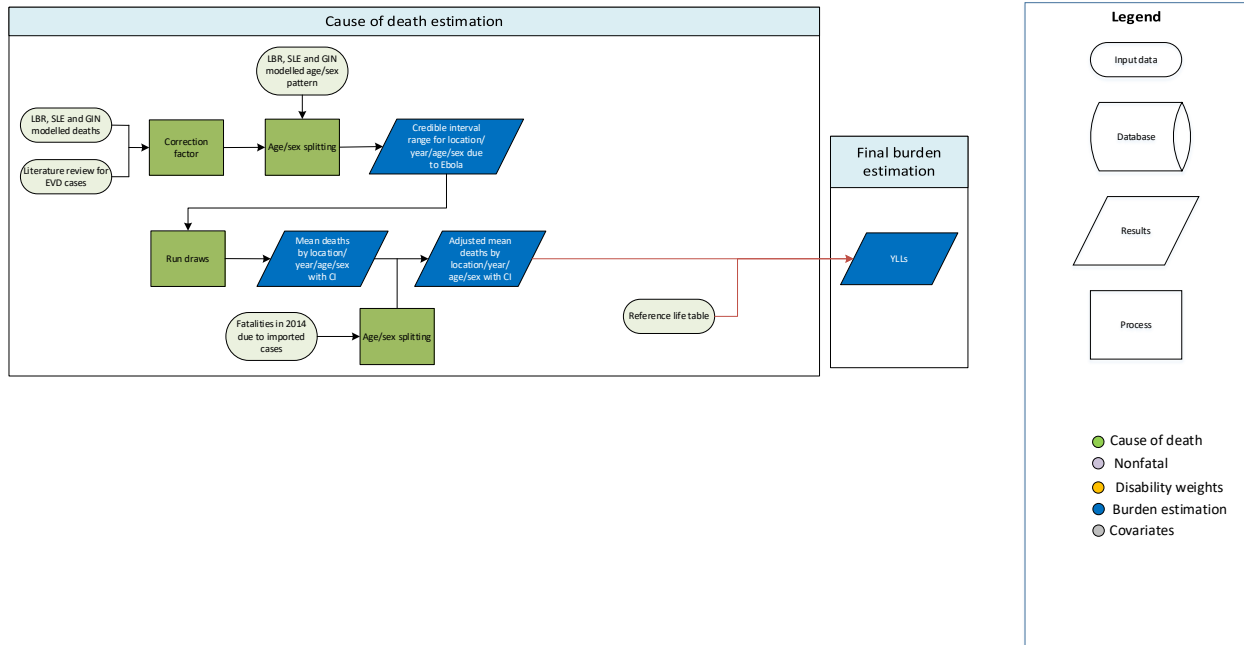 Cause of death estimation
LBR, SLE and GIN
modelled age/sex
pattern
LBR, SLE and GIN
modelled deaths
Literature review for
EVD cases
Correction
factor
Age/sex splitting
Credible interval
range for location/
year/age/sex due
to Ebola
Run draws
Mean deaths
by location/
year/age/sex
with CI
Adjusted mean
deaths by
location/year/
age/sex with CI
Fatalities in 2014
due to imported
cases
Age/sex splitting
Reference life table
Final burden
estimation
YLLs
Legend
Input data
Database
Results
Process
Cause of death
Nonfatal
Disability weights
Burden estimation
Covariates